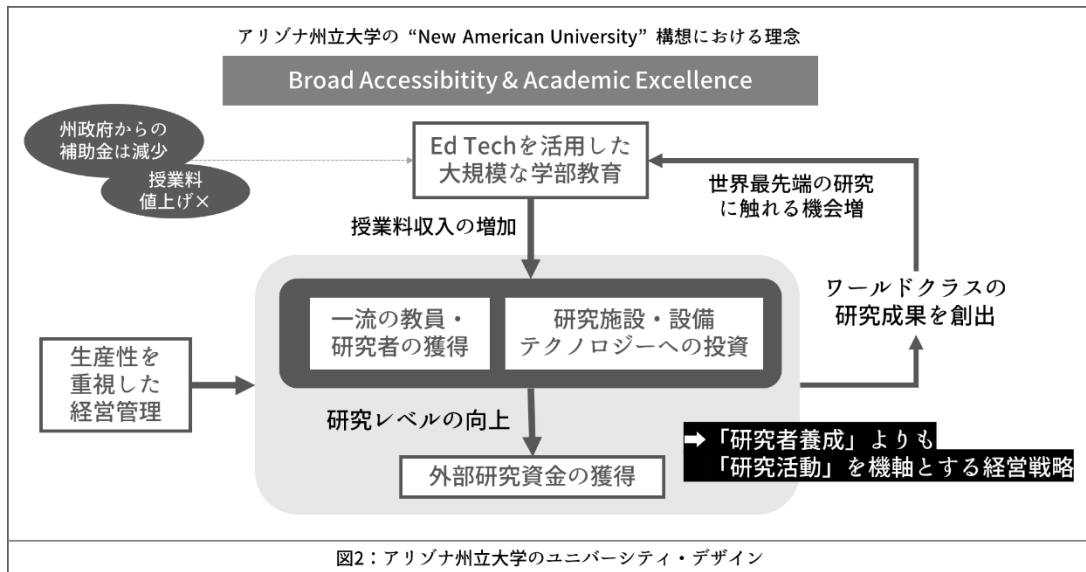 アリゾナ州立大学の “New American University” 構想における理念
Broad Accessibitity & Academic Excellence
州政府からの
補助金は減少
授業料
値上げ×
Ed Techを活用した
大規模な学部教育
世界最先端の研究
に触れる機会増
授業料収入の増加
一流の教員・
研究者の獲得
研究施設・設備
テクノロジーへの投資
ワールドクラスの
研究成果を創出
生産性を
重視した
経営管理
研究レベルの向上
外部研究資金の獲得
➡「研究者養成」よりも
「研究活動」を機軸とする経営戦略
図2：アリゾナ州立大学のユニバーシティ・デザイン